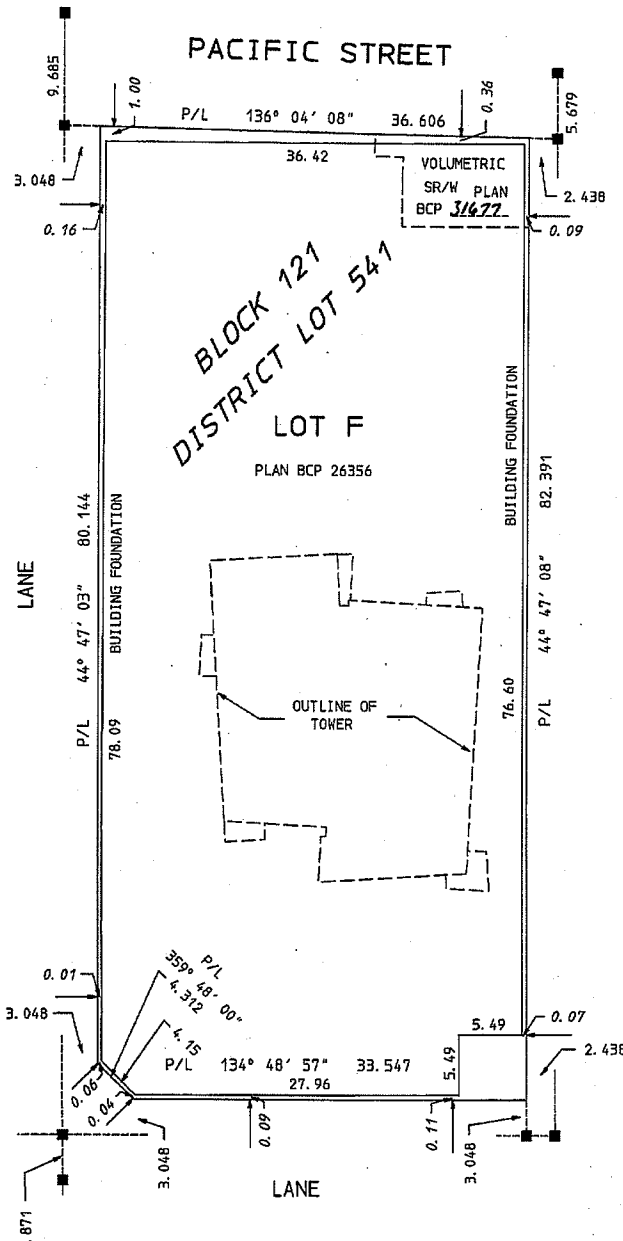 PACIFIC STREET
9.685
1.00
P/L 136° 04' 08" 36.606
0.36
5.679
3.048
36.42
VOLUMETRIC
SR/W PLAN
BCP 31677
2.438
0.16
0.09
BLOCK 121
DISTRICT LOT 541
LOT F
PLAN BCP 26356
LANE
P/L 44° 47' 03" 80.144
BUILDING FOUNDATION
78.09
BUILDING FOUNDATION
76.60
P/L 44° 47' 08" 82.391
OUTLINE OF
TOWER
0.01
3.048
P/L
359° 48' 00"
4.312
4.15
0.06
0.04
P/L 134° 48' 57" 33.547
27.96
5.49
5.49
0.07
2.438
0.09
0.11
3.048
3.048
LANE
.871